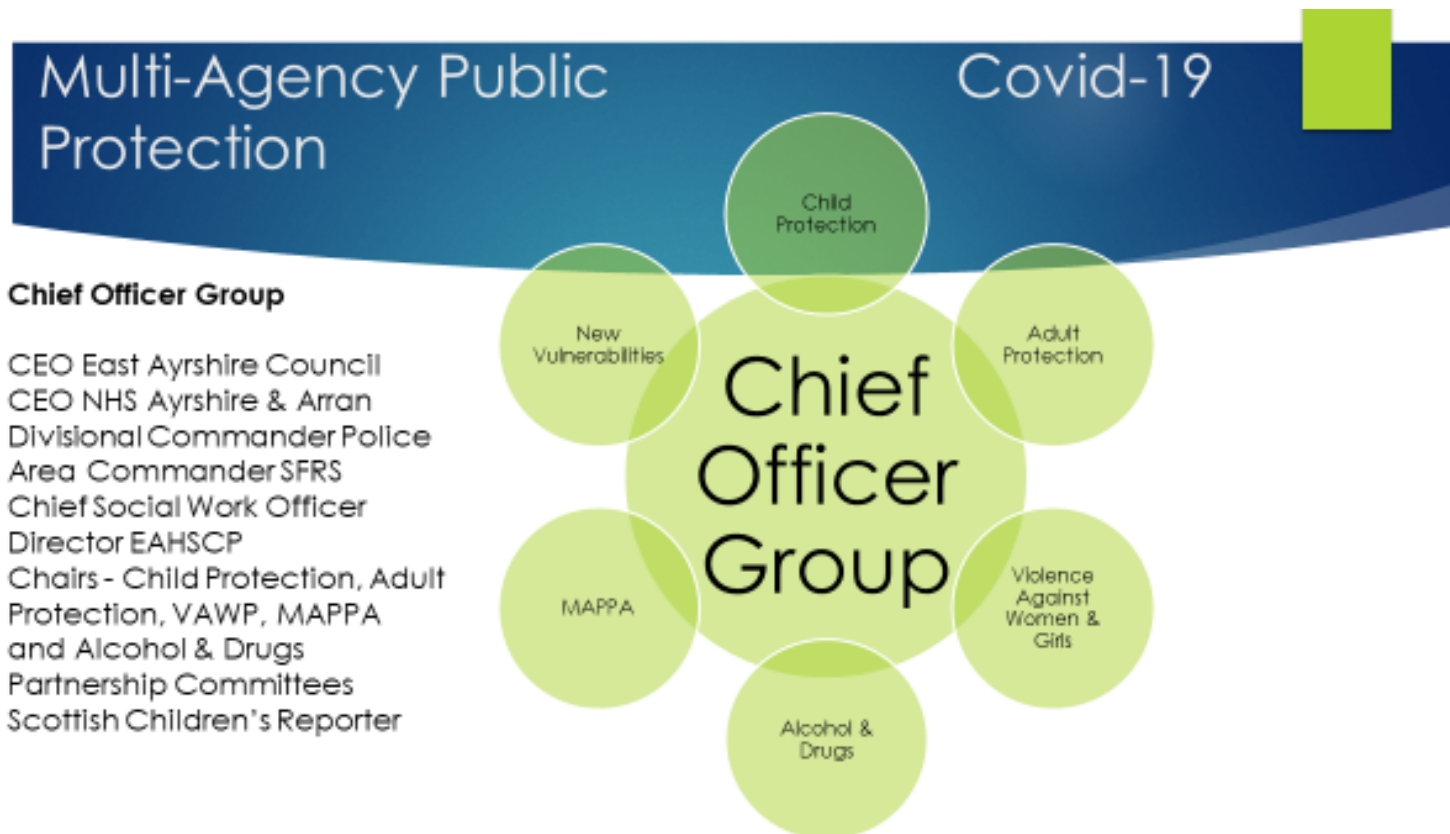 Multi-Agency Public
Protection
Covid-19
Chief Officer Group
CEO East Ayrshire Council
CEO NHS Ayrshire & Arran
Divisional Commander Police
Area Commander SFRS
Chief Social Work Officer
Director EAHSCP
Chairs - Child Protection, Adult
Protection, VAWP, MAPPA
and Alcohol & Drugs
Partnership Committees
Scottish Children's Reporter
Child
Protection
Adult
Protection
Violence
Against
Women &
Girls
Alcohol &
Drugs
MAPPA
New
Vulnerabilities
Chief
Officer
Group